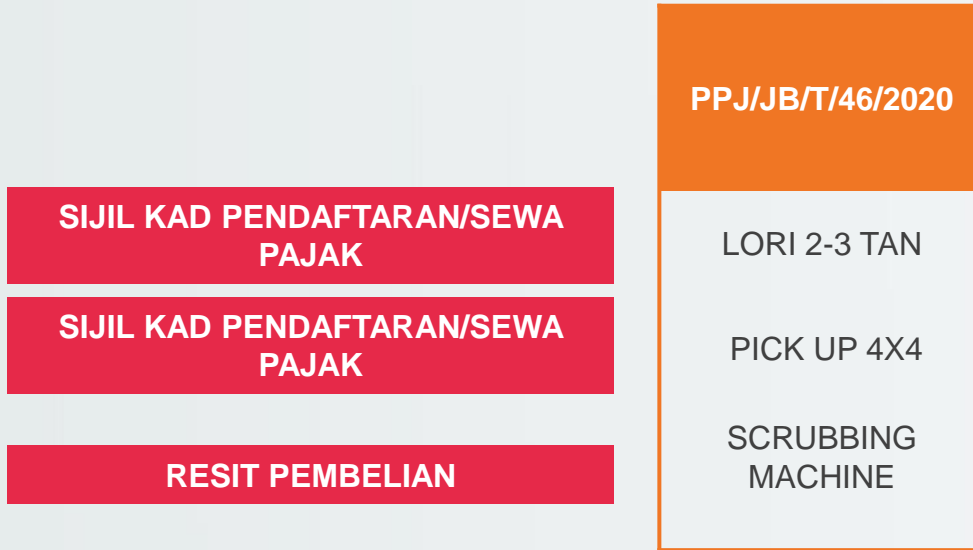 PPJ/JB/T/46/2020
SIJIL KAD PENDAFTARAN/SEWA
PAJAK
LORI 2-3 TAN
SIJIL KAD PENDAFTARAN/SEWA
PAJAK
PICK UP 4X4
RESIT PEMBELIAN
SCRUBBING
MACHINE